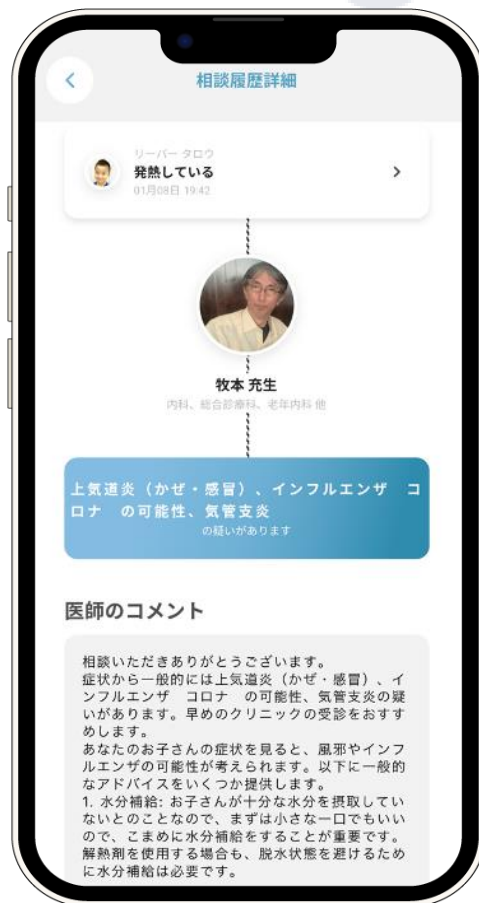 相談履歴詳細
リーバー タロウ
発熱している
01月08日 19:42
牧本 充生
内科、総合診療科、老年内科 他
上気道炎（かぜ・感冒）、インフルエンザ　コ
ロナ　の可能性、気管支炎
の疑いがあります
医師のコメント
相談いただきありがとうございます。
症状から一般的には上気道炎（かぜ・感冒）、イ
ンフルエンザ　コロナ　の可能性、気管支炎の疑
いがあります。早めのクリニックの受診をおすす
めします。
あなたのお子さんの症状を見ると、風邪やインフ
ルエンザの可能性が考えられます。以下に一般的
なアドバイスをいくつか提供します。
1. 水分補給: お子さんが十分な水分を摂取してい
ないとのことなので、まずは小さな一口でもいい
ので、こまめに水分補給をすることが重要です。
解熱剤を使用する場合も、脱水状態を避けるため
に水分補給は必要です。